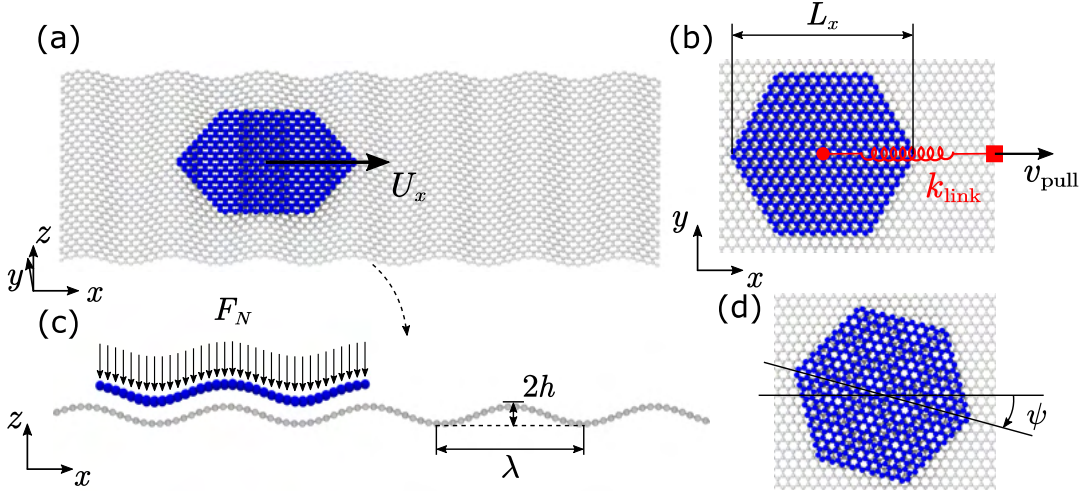 (a)
U_x
z
y
x
(b)
L_x
k_link
v_pull
y
x
(c)
F_N
2h
λ
z
x
(d)
ψ